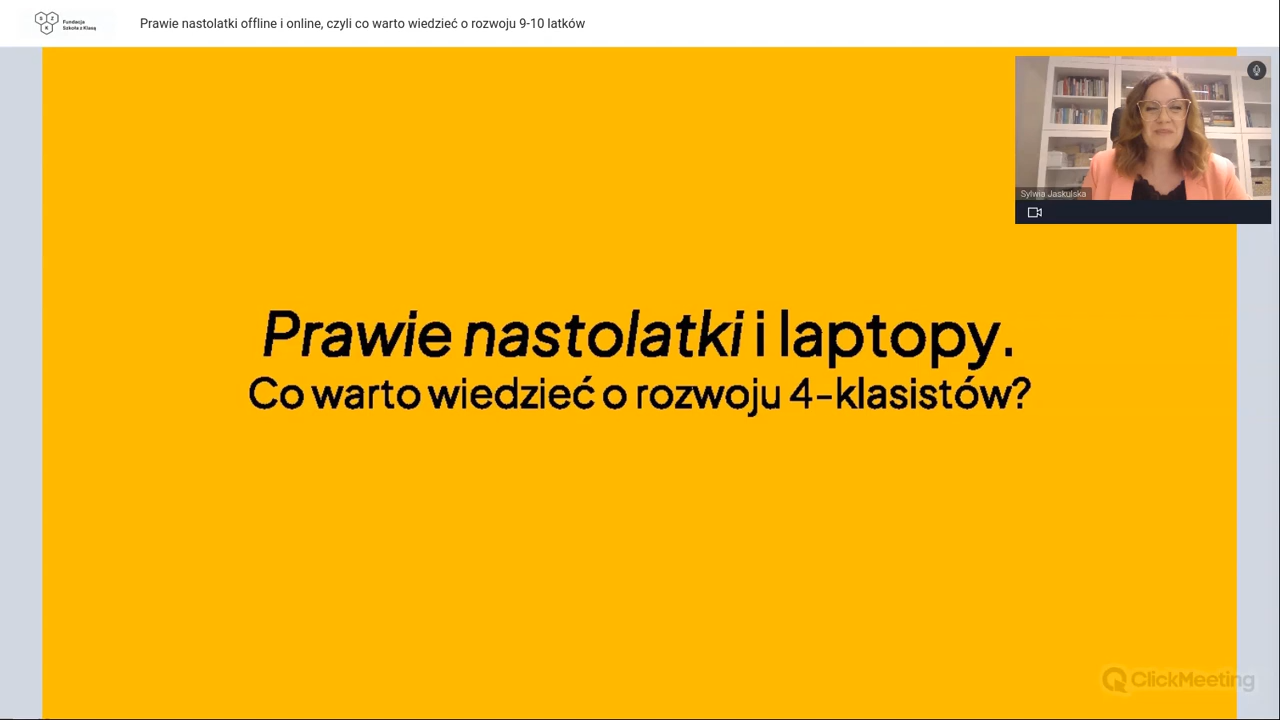 S Z K
Fundacja
Szkoła z Klasą
Prawie nastolatki offline i online, czyli co warto wiedzieć o rozwoju 9-10 latków
Sylwia Jaskulska
Prawie nastolatki i laptopy.
Co warto wiedzieć o rozwoju 4-klasistów?
ClickMeeting